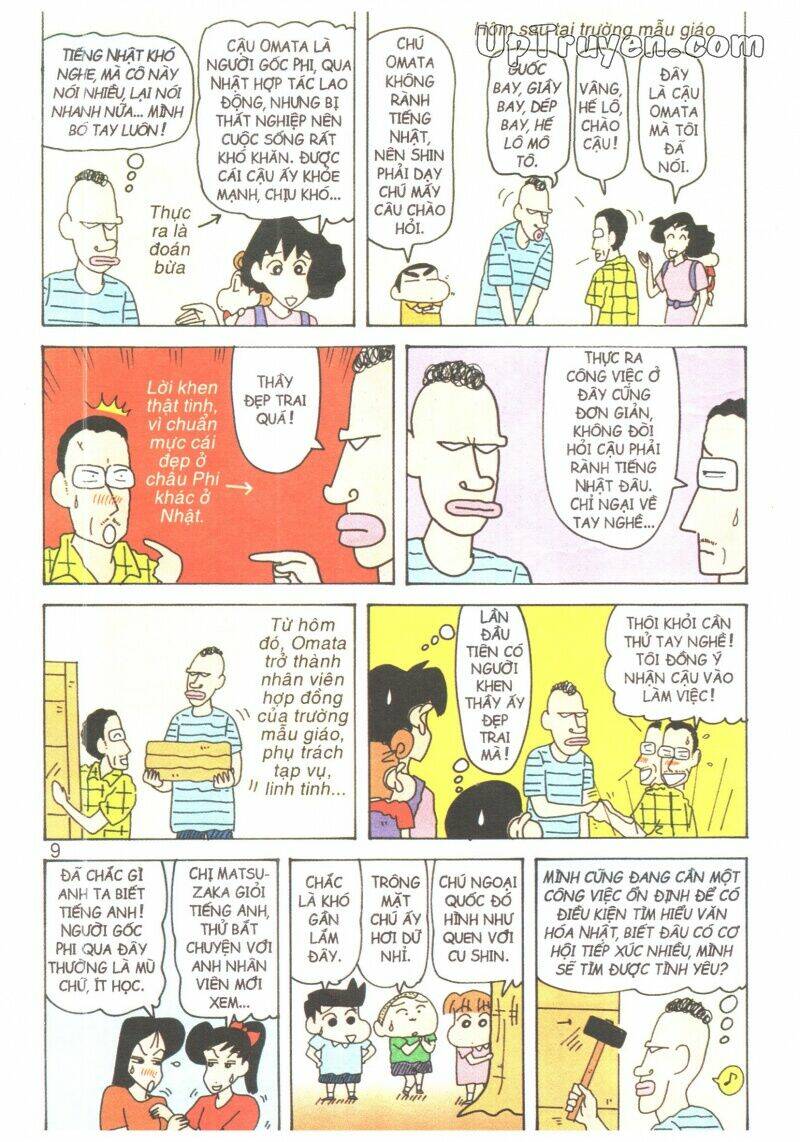 Hôm sau tại trường mẫu giáo
UpTruyen.com
TIẾNG NHẬT KHÓ
NGHE, MÀ CÔ NÀY
NÓI NHIỀU, LẠI NÓI
NHANH NỮA... MÌNH
BÓ TAY LUÔN!
CẬU OMATA LÀ
NGƯỜI GỐC PHI, QUA
NHẬT HỢP TÁC LAO
ĐỘNG, NHƯNG BỊ
THẤT NGHIỆP NÊN
CUỘC SỐNG RẤT
KHÓ KHĂN. ĐƯỢC
CÁI CẬU ẤY KHỎE
MẠNH, CHỊU KHÓ...
Thực
ra là
đoán
bừa
CHÚ
OMATA
KHÔNG
RÀNH
TIẾNG
NHẬT,
NÊN SHIN
PHẢI DẠY
CHÚ MẤY
CÂU CHÀO
HỎI.
GUỐC
BAY, GIẦY
BAY, DÉP
BAY, HẾ
LÔ MÔ
TÔ.
VÂNG,
HẾ LÔ,
CHÀO
CẬU!
ĐÂY
LÀ CẬU
OMATA
MÀ TÔI
ĐÃ
NÓI.
Lời khen
thật tình,
vì chuẩn
mực cái
đẹp ở
châu Phi
khác ở
Nhật.
THẦY
ĐẸP TRAI
QUÁ!
THỰC RA
CÔNG VIỆC Ở
ĐÂY CŨNG
ĐƠN GIẢN,
KHÔNG ĐÒI
HỎI CẬU PHẢI
RÀNH TIẾNG
NHẬT ĐÂU.
CHỈ NGẠI VỀ
TAY NGHỀ...
Từ hôm
đó, Omata
trở thành
nhân viên
hợp đồng
của trường
mẫu giáo,
phụ trách
tạp vụ,
linh tinh...
LẦN
ĐẦU
TIÊN CÓ
NGƯỜI
KHEN
THẦY ẤY
ĐẸP
TRAI
MÀ!
THÔI KHỎI CẦN
THỬ TAY NGHỀ!
TÔI ĐỒNG Ý
NHẬN CẬU VÀO
LÀM VIỆC!
9
ĐÃ CHẮC GÌ
ANH TA BIẾT
TIẾNG ANH!
NGƯỜI GỐC
PHI QUA ĐÂY
THƯỜNG LÀ MÙ
CHỮ, ÍT HỌC.
CHỊ MATSU-
ZAKA GIỎI
TIẾNG ANH,
THỬ BẮT
CHUYỆN VỚI
ANH NHÂN
VIÊN MỚI
XEM...
CHẮC
LÀ KHÓ
GẦN
LẮM
ĐÂY.
TRÔNG
MẶT
CHÚ ẤY
HƠI DỮ
NHỈ.
CHÚ NGOẠI
QUỐC ĐÓ
HÌNH NHƯ
QUEN VỚI
CU SHIN.
MÌNH CŨNG ĐANG CẦN MỘT
CÔNG VIỆC ỔN ĐỊNH ĐỂ CÓ
ĐIỀU KIỆN TÌM HIỂU VĂN
HÓA NHẬT, BIẾT ĐÂU CÓ CƠ
HỘI TIẾP XÚC NHIỀU, MÌNH
SẼ TÌM ĐƯỢC TÌNH YÊU?